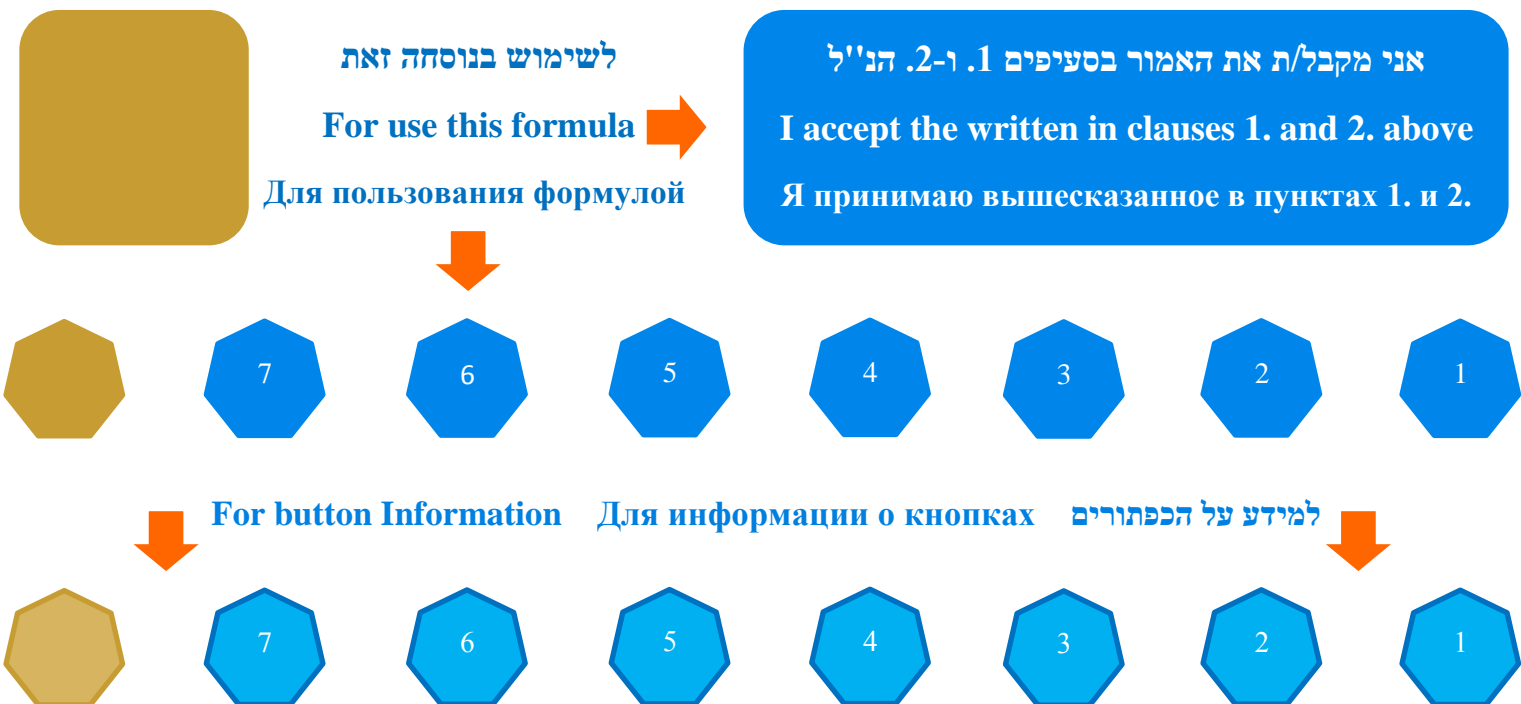 לשימוש בנוסחה זאת
For use this formula
Для пользования формулой
אני מקבל/ת את האמור בסעיפים 1. ו-2. הנ''ל
I accept the written in clauses 1. and 2. above
Я принимаю вышесказанное в пунктах 1. и 2.
7 6 5 4 3 2 1
For button Information Для информации о кнопках למידע על הכפתורים
7 6 5 4 3 2 1